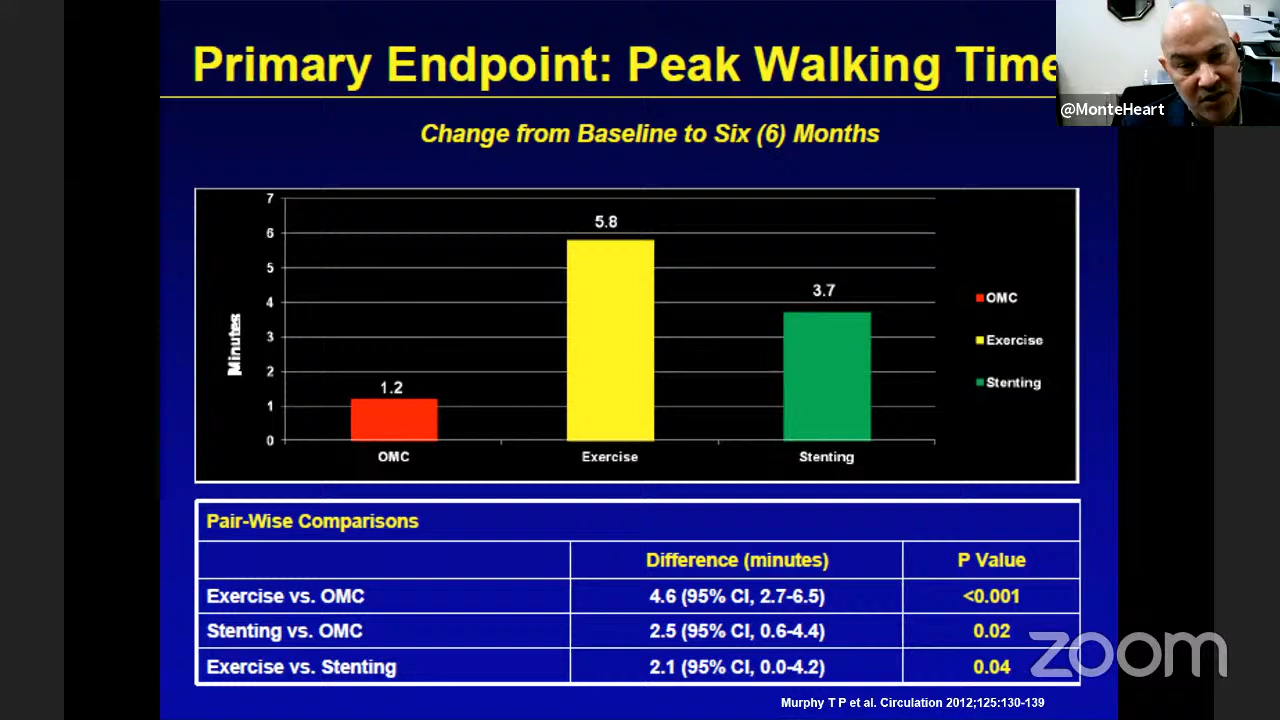 Primary Endpoint: Peak Walking Time
@MonteHeart
Change from Baseline to Six (6) Months
7
6
5
4
3
2
1
0
Minutes
1.2
5.8
3.7
OMC
Exercise
Stenting
OMC
Exercise
Stenting
Pair-Wise Comparisons
Difference (minutes) P Value
Exercise vs. OMC 4.6 (95% CI, 2.7-6.5) <0.001
Stenting vs. OMC 2.5 (95% CI, 0.6-4.4) 0.02
Exercise vs. Stenting 2.1 (95% CI, 0.0-4.2) 0.04
zoom
Murphy T P et al. Circulation 2012;125:130-139